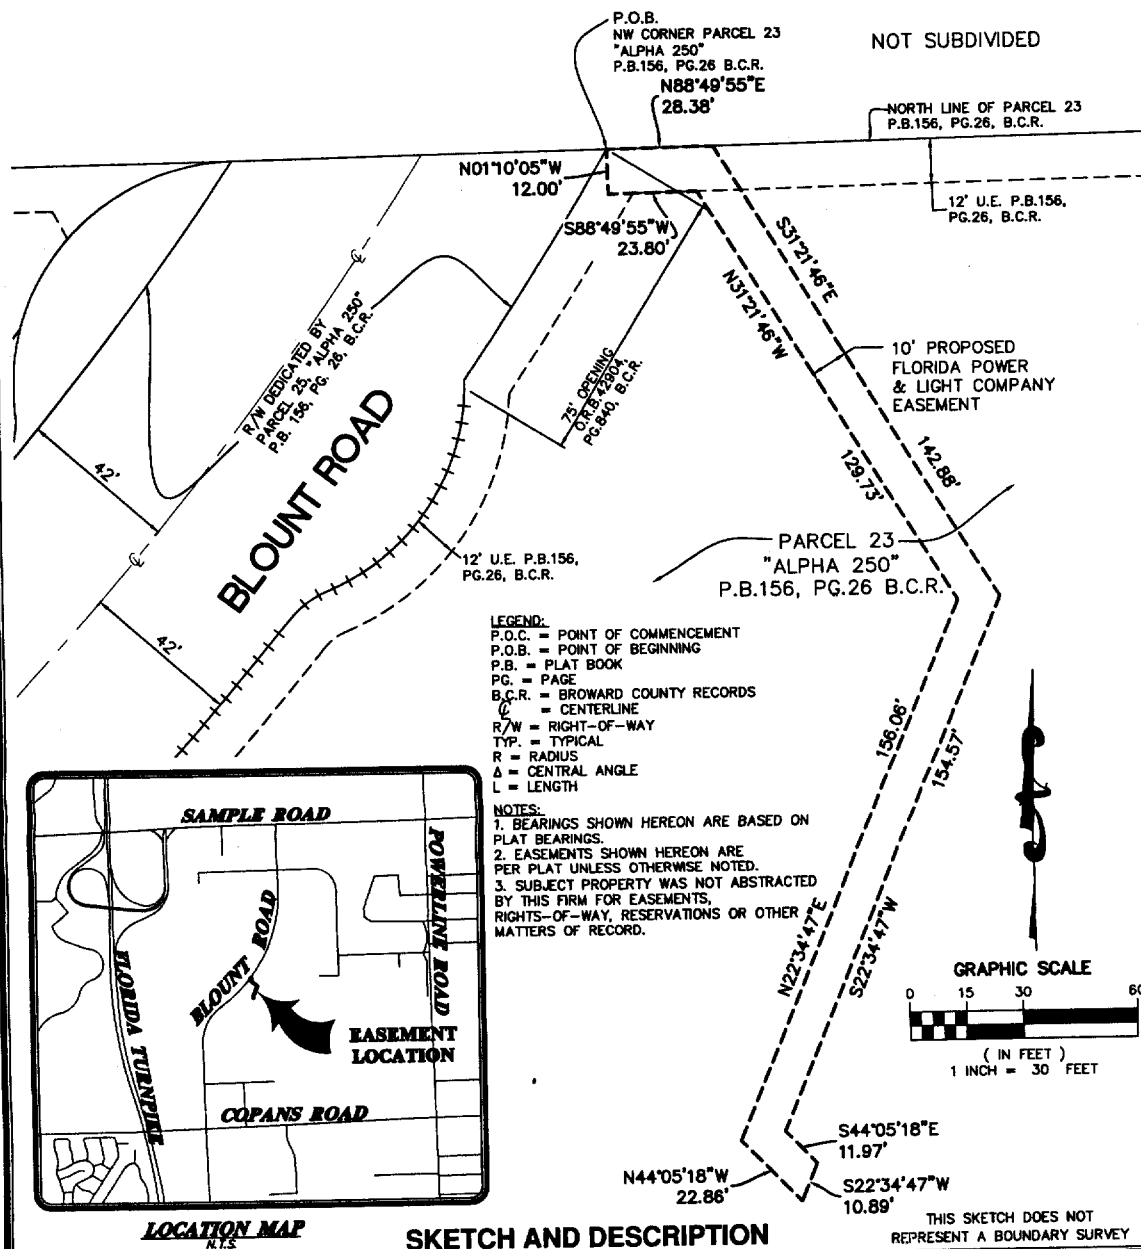 P.O.B.
NW CORNER PARCEL 23
"ALPHA 250"
P.B.156, PG.26 B.C.R.
NOT SUBDIVIDED
N88°49'55"E
28.38'
NORTH LINE OF PARCEL 23
P.B.156, PG.26, B.C.R.
N01°10'05"W
12.00'
12' U.E. P.B.156,
PG.26, B.C.R.
S88°49'55"W
23.80'
S31°21'46"E
N31°21'46"W
R/W DEDICATED BY
PARCEL 25, "ALPHA 250"
P.B. 156, PG. 26, B.C.R.
75' OPENING
O.R.B.42904,
PG.840, B.C.R.
10' PROPOSED
FLORIDA POWER
& LIGHT COMPANY
EASEMENT
42'
BLOUNT ROAD
129.73'
142.88'
12' U.E. P.B.156,
PG.26, B.C.R.
PARCEL 23
"ALPHA 250"
P.B.156, PG.26 B.C.R.
42'
LEGEND:
P.O.C. = POINT OF COMMENCEMENT
P.O.B. = POINT OF BEGINNING
P.B. = PLAT BOOK
PG. = PAGE
B.C.R. = BROWARD COUNTY RECORDS
℄ = CENTERLINE
R/W = RIGHT-OF-WAY
TYP. = TYPICAL
R = RADIUS
Δ = CENTRAL ANGLE
L = LENGTH
NOTES:
1. BEARINGS SHOWN HEREON ARE BASED ON
PLAT BEARINGS.
2. EASEMENTS SHOWN HEREON ARE
PER PLAT UNLESS OTHERWISE NOTED.
3. SUBJECT PROPERTY WAS NOT ABSTRACTED
BY THIS FIRM FOR EASEMENTS,
RIGHTS-OF-WAY, RESERVATIONS OR OTHER
MATTERS OF RECORD.
156.06'
154.57'
N22°34'47"E
S22°34'47"W
SAMPLE ROAD
POWERLINE ROAD
BLOUNT ROAD
FLORIDA TURNPIKE
EASEMENT
LOCATION
COPANS ROAD
GRAPHIC SCALE
0 15 30 60
( IN FEET )
1 INCH = 30 FEET
S44°05'18"E
11.97'
N44°05'18"W
22.86'
S22°34'47"W
10.89'
LOCATION MAP
N.T.S.
SKETCH AND DESCRIPTION
THIS SKETCH DOES NOT
REPRESENT A BOUNDARY SURVEY